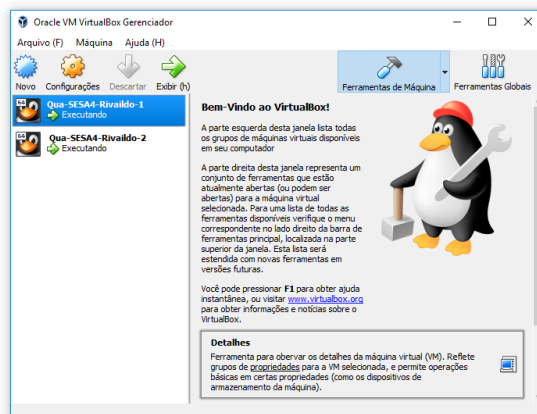 Oracle VM VirtualBox Gerenciador
Arquivo (F) Máquina Ajuda (H)
Novo Configurações Descartar Exibir (h) Ferramentas de Máquina Ferramentas Globais
64 Qua-SESA4-Rivaildo-1
Executando
64 Qua-SESA4-Rivaildo-2
Executando
Bem-Vindo ao VirtualBox!
A parte esquerda desta janela lista todas
os grupos de máquinas virtuais disponíveis
em seu computador
A parte direita desta janela representa um
conjunto de ferramentas que estão
atualmente abertas (ou podem ser
abertas) para a máquina virtual
selecionada. Para uma lista de todas as
ferramentas disponíveis verifique o menu
correspondente no lado direito da barra de
ferramentas principal, localizada na parte
superior da janela. Esta lista será
estendida com novas ferramentas em
versões futuras.
Você pode pressionar F1 para obter ajuda
instantânea, ou visitar www.virtualbox.org
para obter informações e notícias sobre o
VirtualBox.
Detalhes
Ferramenta para obervar os detalhes da máquina virtual (VM). Reflete
grupos de propriedades para a VM selecionada, e permite operações
básicas em certas propriedades (como os dispositivos de
armazenamento da máquina).